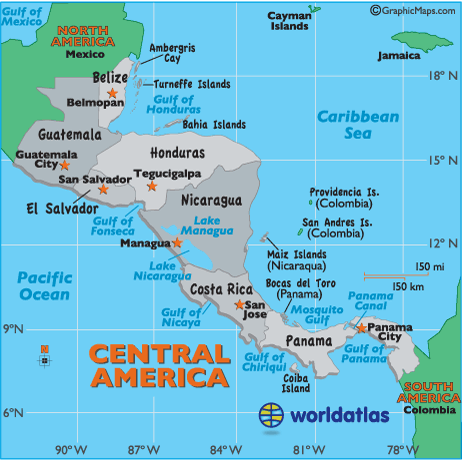 Gulf of
Mexico
©GraphicMaps.com
Cayman
Islands
NORTH
AMERICA
Mexico
Ambergris
Cay
Jamaica
Belize
Turneffe Islands
18° N
Belmopan
Gulf of
Honduras
Caribbean
Sea
Guatemala
Bahia Islands
Honduras
15° N
Guatemala
City
Tegucigalpa
San Salvador
Providencia Is.
(Colombia)
El Salvador
Nicaragua
San Andres Is.
(Colombia)
Gulf of
Fonseca
Lake
Managua
Managua
12° N
Maiz Islands
(Nicaraqua)
Lake
Nicaragua
Pacific
Ocean
150 mi
150 km
Costa Rica
Bocas del Toro
(Panama)
Panama
Canal
San
Jose
Mosquito
Gulf
Gulf of
Nicaya
9°N
Panama
City
Panama
Gulf of
Panama
N
CENTRAL
AMERICA
Gulf of
Chiriqui
Coiba
Island
SOUTH
AMERICA
Colombia
6°N
worldatlas
90°W
87°W
84°W
81°W
78°W